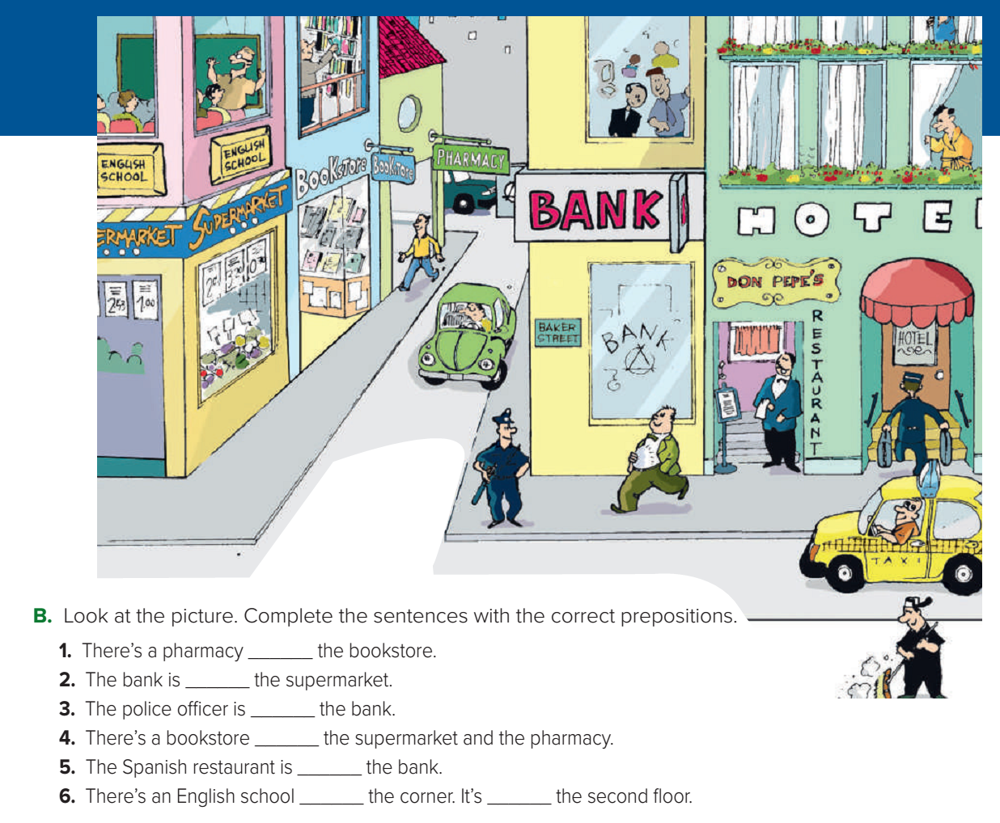 ENGLISH
SCHOOL
ENGLISH
SCHOOL
ERMARKET SUPERMARKET
BOOKSTORE
BOOKSTORE
PHARMACY
BANK
HOTE
DON PEPE'S
RESTAURANT
HOTEL
BAKER
STREET
BANK
2.53 1.00
TAXI
B. Look at the picture. Complete the sentences with the correct prepositions.
1. There's a pharmacy _______ the bookstore.
2. The bank is _______ the supermarket.
3. The police officer is _______ the bank.
4. There's a bookstore _______ the supermarket and the pharmacy.
5. The Spanish restaurant is _______ the bank.
6. There's an English school _______ the corner. It's _______ the second floor.